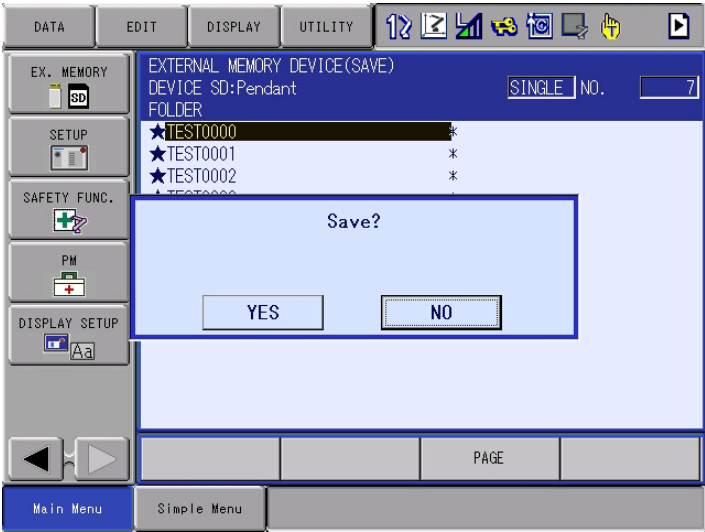 DATA EDIT DISPLAY UTILITY
EX. MEMORY
SD
SETUP
SAFETY FUNC.
PM
DISPLAY SETUP
Aa
EXTERNAL MEMORY DEVICE(SAVE)
DEVICE SD:Pendant SINGLE NO. 7
FOLDER
★TEST0000 *
★TEST0001 *
★TEST0002 *
Save?
YES NO
PAGE
Main Menu Simple Menu